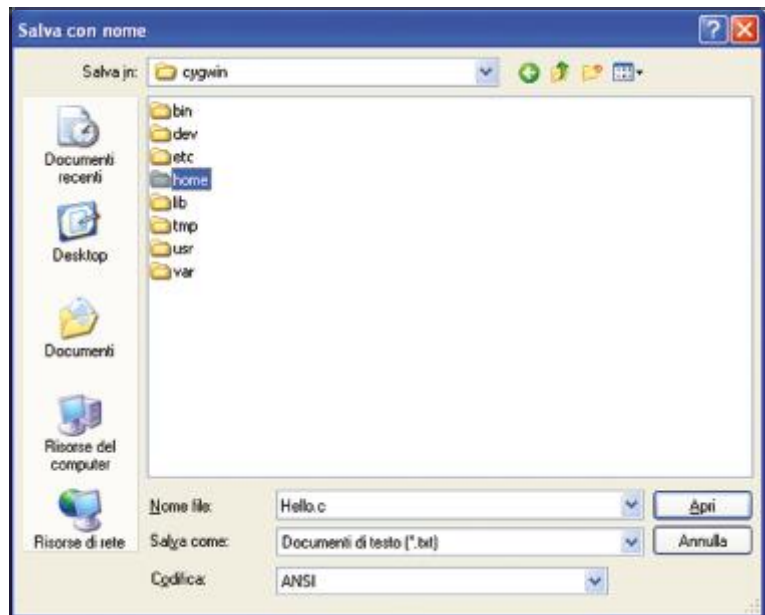 Salva con nome
Salva in: cygwin
Documenti
recenti
Desktop
Documenti
Risorse del
computer
Risorse di rete
bin
dev
etc
home
lib
tmp
usr
var
Nome file: Hello.c Apri
Salva come: Documenti di testo (*.txt) Annulla
Codifica: ANSI